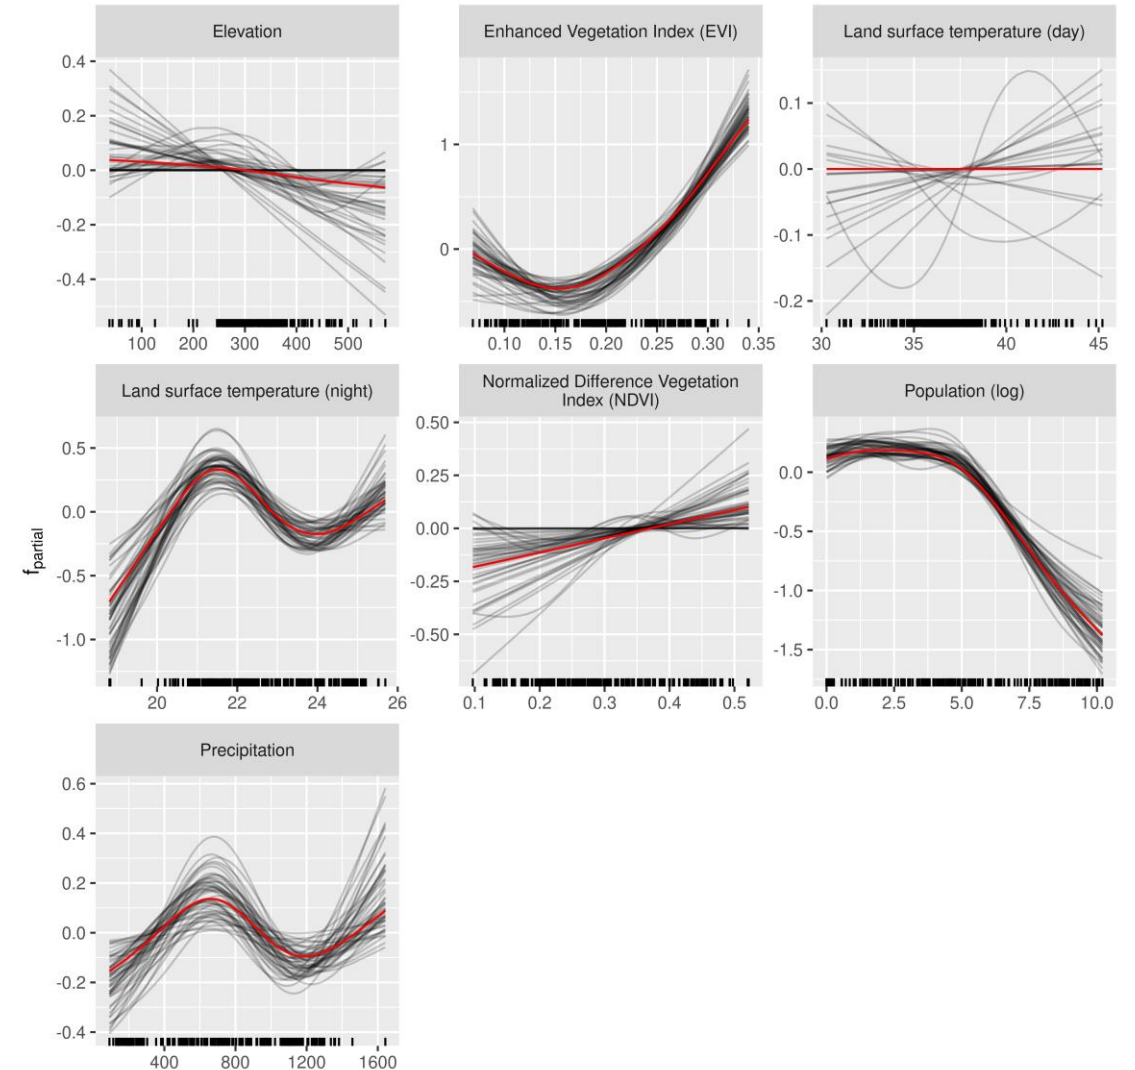 Elevation
0.4
0.2
0.0
-0.2
-0.4
100 200 300 400 500
Enhanced Vegetation Index (EVI)
1
0
0.10 0.15 0.20 0.25 0.30 0.35
Land surface temperature (day)
0.1
0.0
-0.1
-0.2
30 35 40 45
Land surface temperature (night)
0.5
0.0
-0.5
-1.0
20 22 24 26
Normalized Difference Vegetation
Index (NDVI)
0.50
0.25
0.00
-0.25
-0.50
0.1 0.2 0.3 0.4 0.5
Population (log)
0.0
-0.5
-1.0
-1.5
0.0 2.5 5.0 7.5 10.0
fpartial
Precipitation
0.6
0.4
0.2
0.0
-0.2
-0.4
400 800 1200 1600